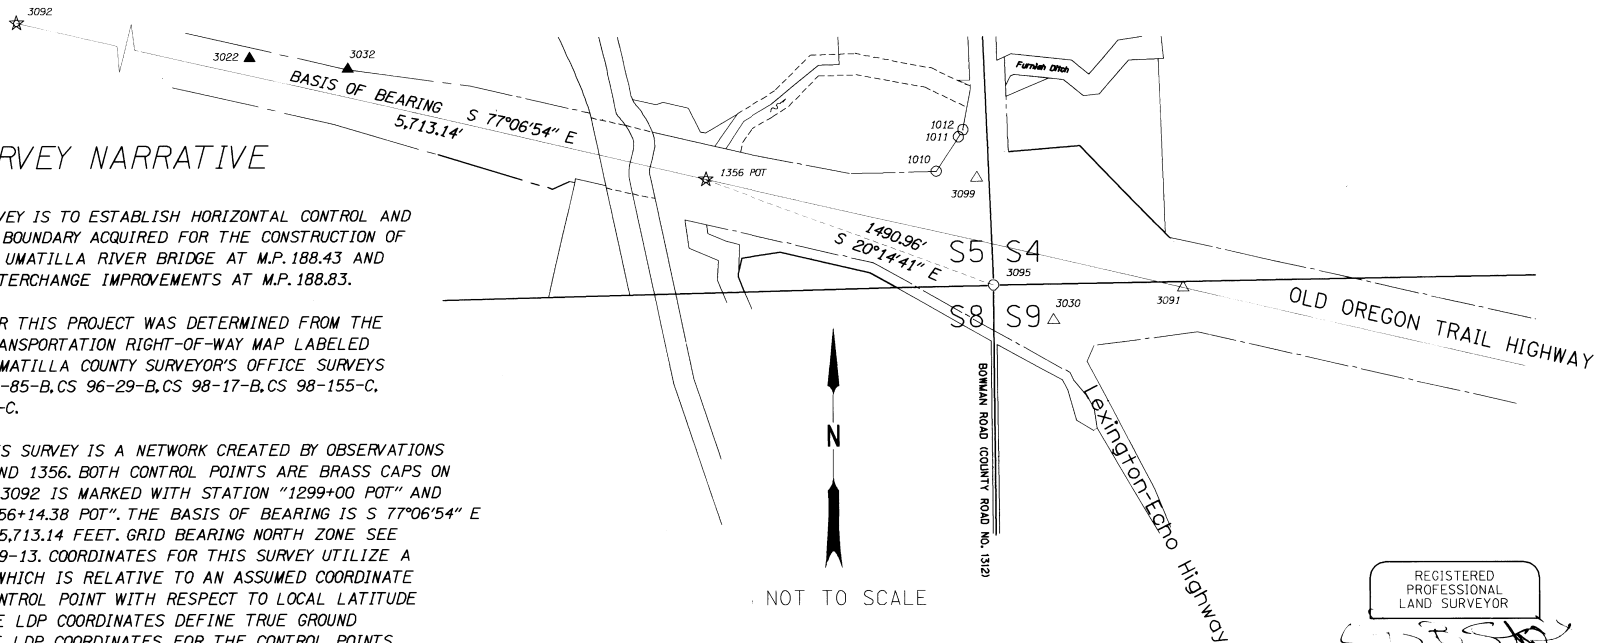 3092
3022
3032
BASIS OF BEARING S 77°06'54" E
5,713.14'
1356 POT
1012
1011
1010
3099
Furnish Ditch
1490.96'
S 20°14'41" E
S5 S4
3095
S8 S9
3030
3091
OLD OREGON TRAIL HIGHWAY
BOWMAN ROAD (COUNTY ROAD NO. 1312)
Lexington-Echo Highway
N
NOT TO SCALE
RVEY NARRATIVE
VEY IS TO ESTABLISH HORIZONTAL CONTROL AND
BOUNDARY ACQUIRED FOR THE CONSTRUCTION OF
UMATILLA RIVER BRIDGE AT M.P. 188.43 AND
TERCHANGE IMPROVEMENTS AT M.P. 188.83.
R THIS PROJECT WAS DETERMINED FROM THE
ANSPORTATION RIGHT-OF-WAY MAP LABELED
MATILLA COUNTY SURVEYOR'S OFFICE SURVEYS
-85-B, CS 96-29-B, CS 98-17-B, CS 98-155-C,
-C.
IS SURVEY IS A NETWORK CREATED BY OBSERVATIONS
ND 1356. BOTH CONTROL POINTS ARE BRASS CAPS ON
3092 IS MARKED WITH STATION "1299+00 POT" AND
56+14.38 POT". THE BASIS OF BEARING IS S 77°06'54" E
5,713.14 FEET. GRID BEARING NORTH ZONE SEE
9-13. COORDINATES FOR THIS SURVEY UTILIZE A
WHICH IS RELATIVE TO AN ASSUMED COORDINATE
NTROL POINT WITH RESPECT TO LOCAL LATITUDE
E LDP COORDINATES DEFINE TRUE GROUND
E LDP COORDINATES FOR THE CONTROL POINTS
REGISTERED
PROFESSIONAL
LAND SURVEYOR